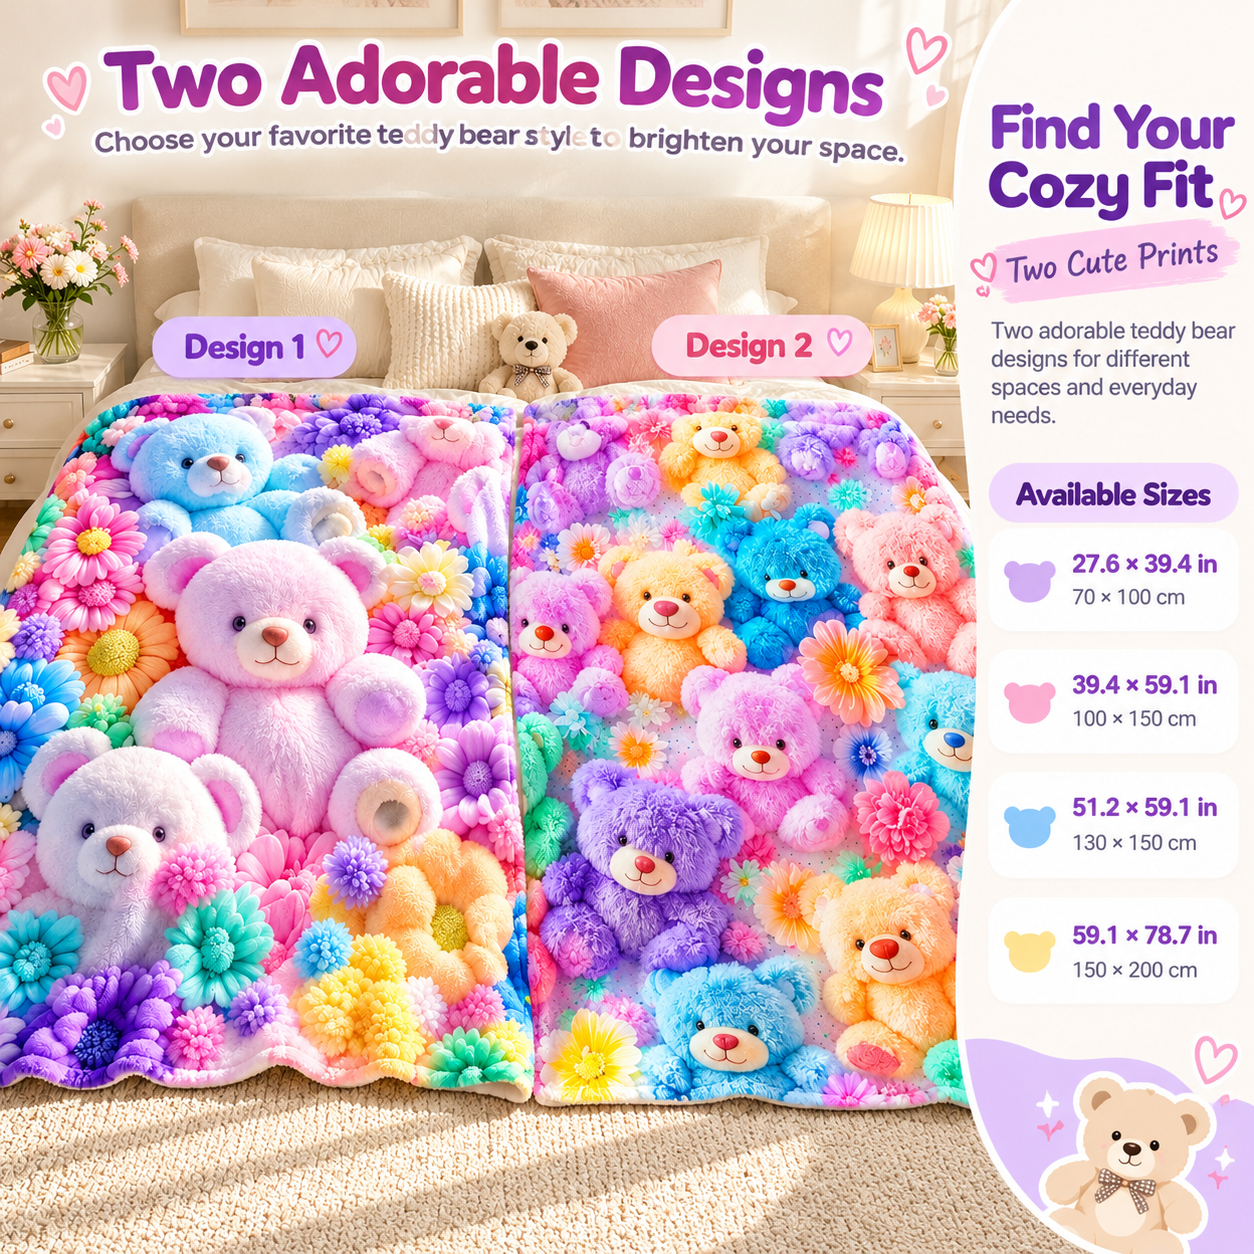 Two Adorable Designs
Choose your favorite teddy bear style to brighten your space.
Design 1
Design 2
Find Your
Cozy Fit
Two Cute Prints
Two adorable teddy bear
designs for different
spaces and everyday
needs.
Available Sizes
27.6 × 39.4 in
70 × 100 cm
39.4 × 59.1 in
100 × 150 cm
51.2 × 59.1 in
130 × 150 cm
59.1 × 78.7 in
150 × 200 cm